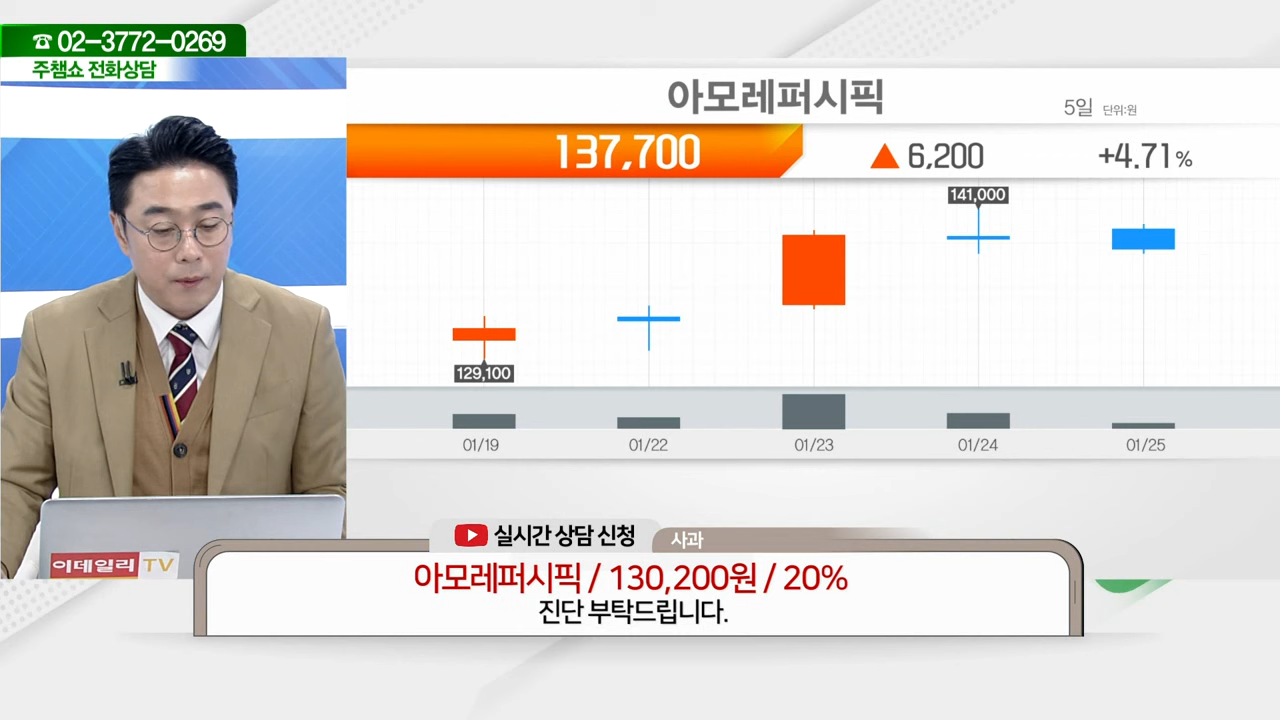 ☎ 02-3772-0269
주챔쇼 전화상담
아모레퍼시픽
5일 단위:원
137,700 ▲ 6,200 +4.71%
141,000
129,100
01/19 01/22 01/23 01/24 01/25
실시간 상담 신청
사과
아모레퍼시픽 / 130,200원 / 20%
진단 부탁드립니다.
이데일리TV